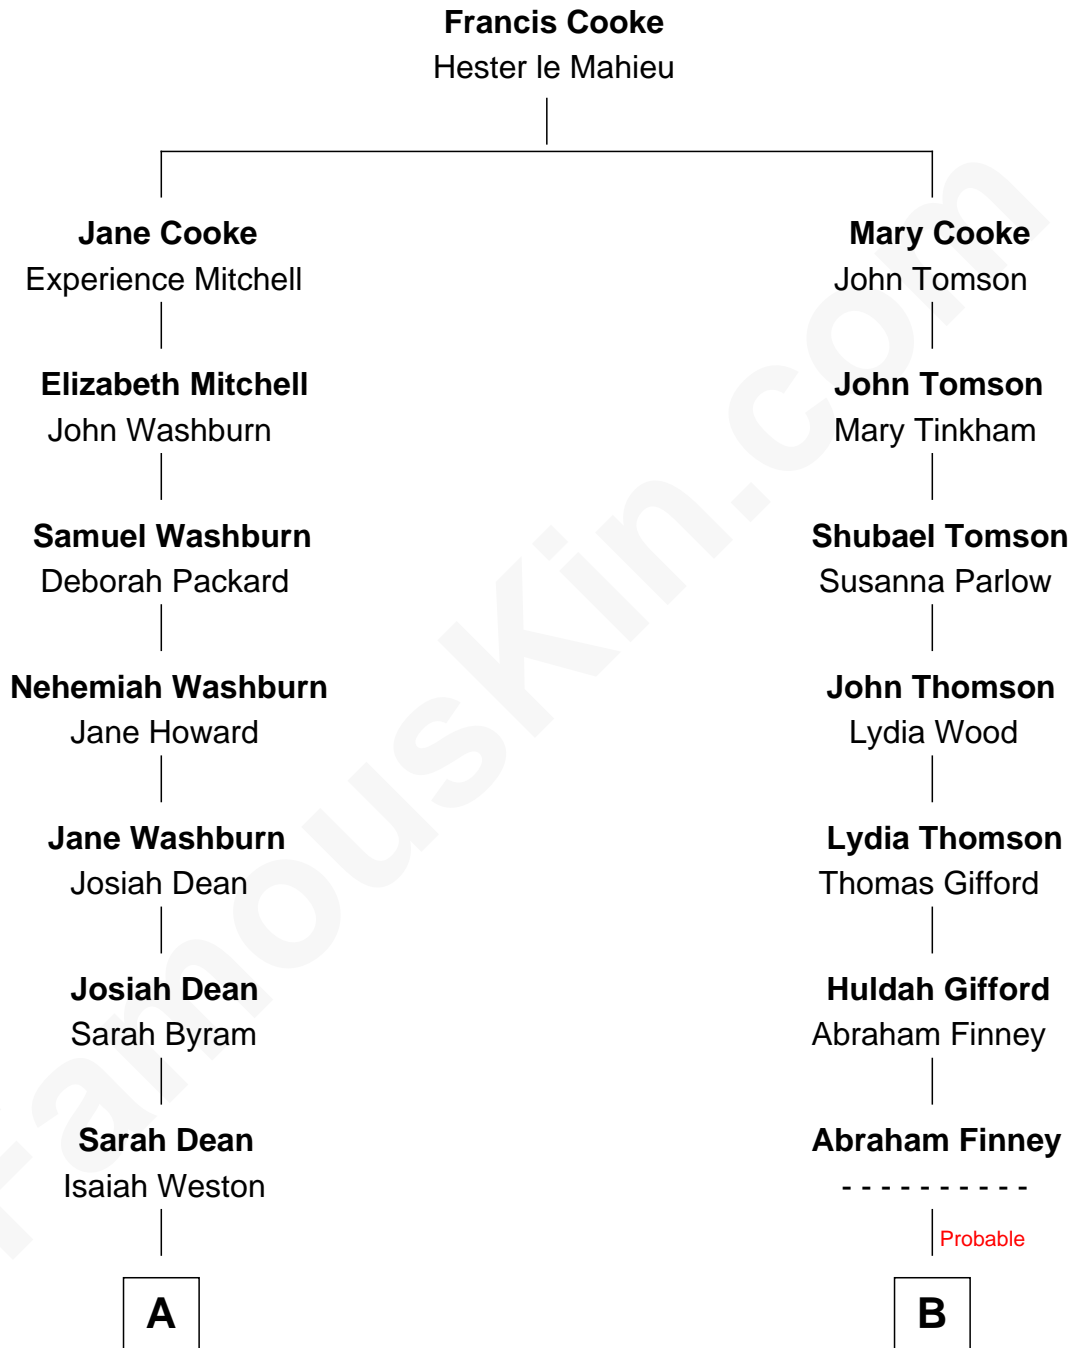 Francis Cooke
Hester le Mahieu
Jane Cooke
Experience Mitchell
Elizabeth Mitchell
John Washburn
Samuel Washburn
Deborah Packard
Nehemiah Washburn
Jane Howard
Jane Washburn
Josiah Dean
Josiah Dean
Sarah Byram
Sarah Dean
Isaiah Weston
A
Mary Cooke
John Tomson
John Tomson
Mary Tinkham
Shubael Tomson
Susanna Parlow
John Thomson
Lydia Wood
Lydia Thomson
Thomas Gifford
Huldah Gifford
Abraham Finney
Abraham Finney
- - - - - - - - - -
Probable
B
FamousKin.com